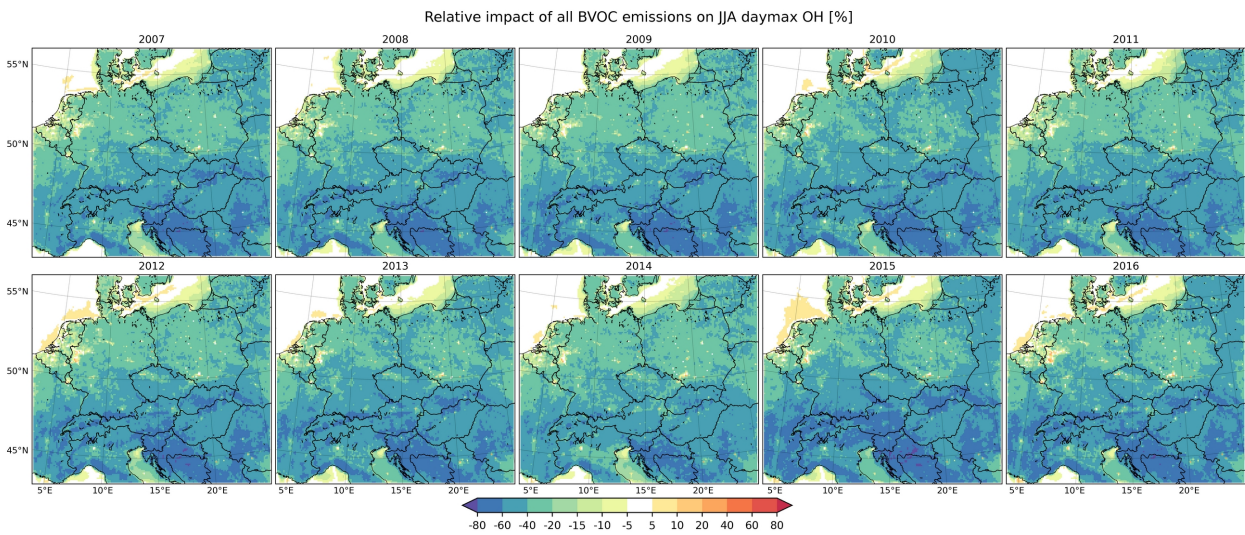 Relative impact of all BVOC emissions on JJA daymax OH [%]
2007 2008 2009 2010 2011
55°N
50°N
45°N
2012 2013 2014 2015 2016
55°N
50°N
45°N
5°E 10°E 15°E 20°E 5°E 10°E 15°E 20°E 5°E 10°E 15°E 20°E 5°E 10°E 15°E 20°E 5°E 10°E 15°E 20°E
-80 -60 -40 -20 -15 -10 -5 5 10 20 40 60 80